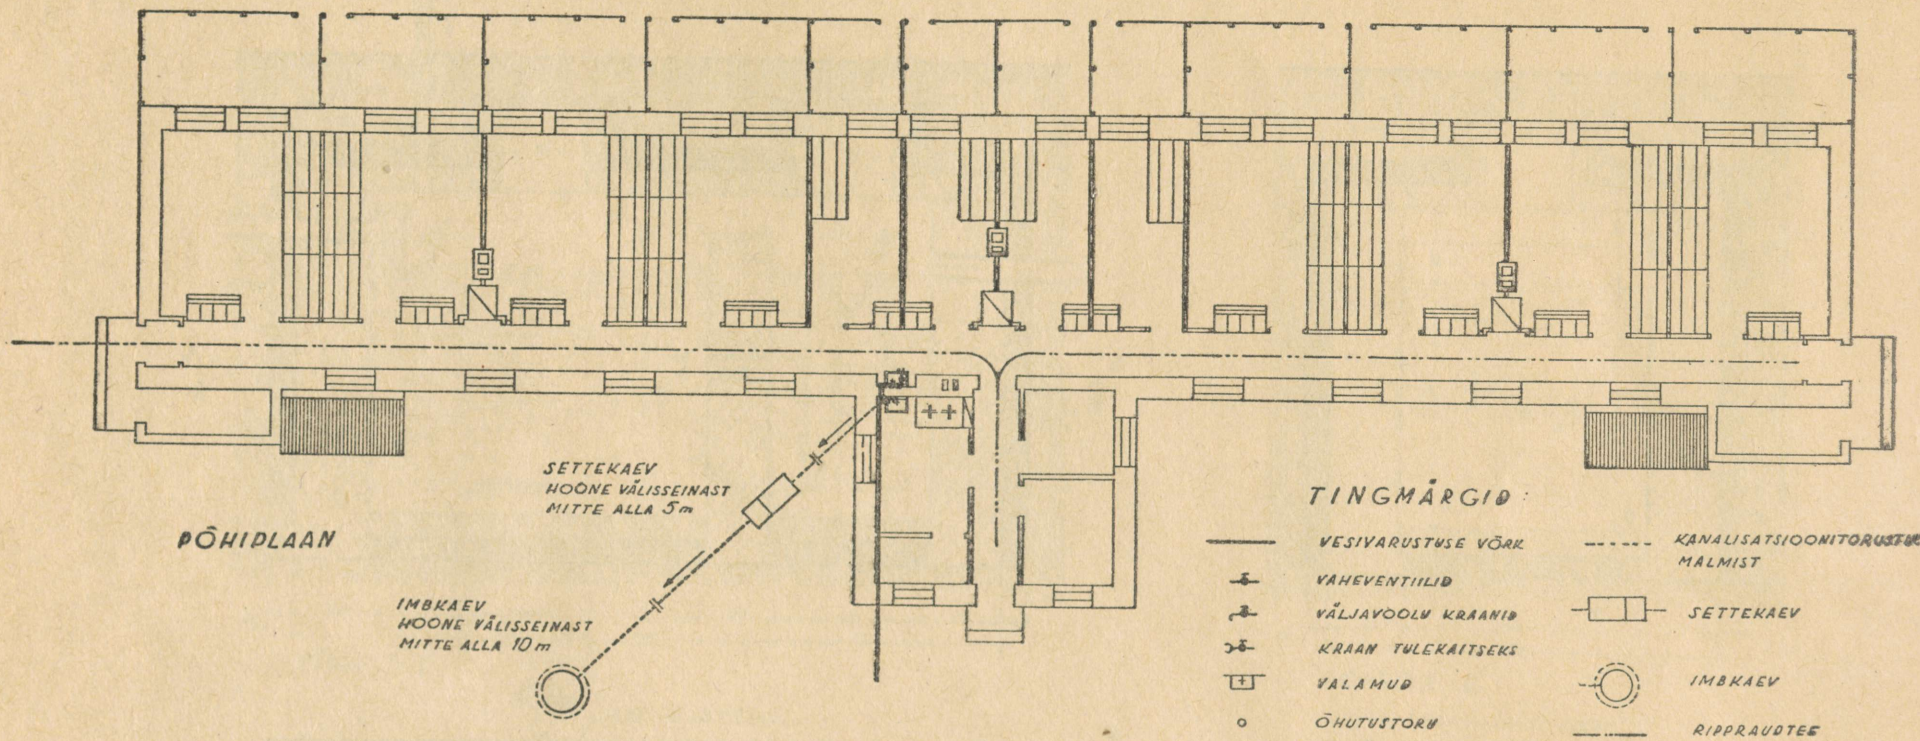 SETTEKAEV
HOONE VÄLISSEINAST
MITTE ALLA 5m
PÕHIPLAAN
IMBKAEV
HOONE VÄLISSEINAST
MITTE ALLA 10m
TINGMÄRGID:
VESIVARUSTUSE VÕRK
VAHEVENTIILID
VÄLJAVOOLU KRAANID
KRAAN TULEKAITSEKS
VALAMUD
ÕHUTUSTORU
KANALISATSIOONITORUSTUS
MALMIST
SETTEKAEV
IMBKAEV
RIPPRAUDTEE